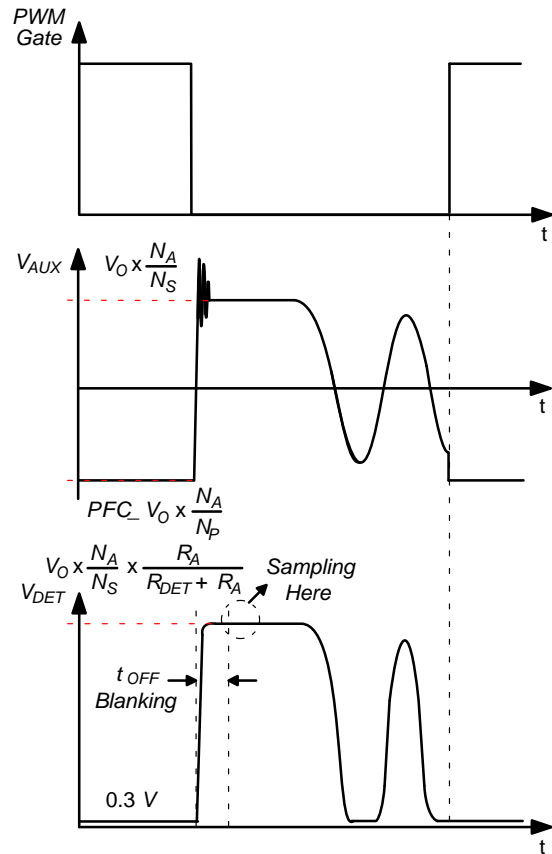 PWM
Gate
t
V_AUX
V_O x N_A / N_S
t
PFC_ V_O x N_A / N_P
V_O x N_A / N_S x R_A / R_DET + R_A
Sampling
Here
V_DET
t OFF
Blanking
0.3 V
t